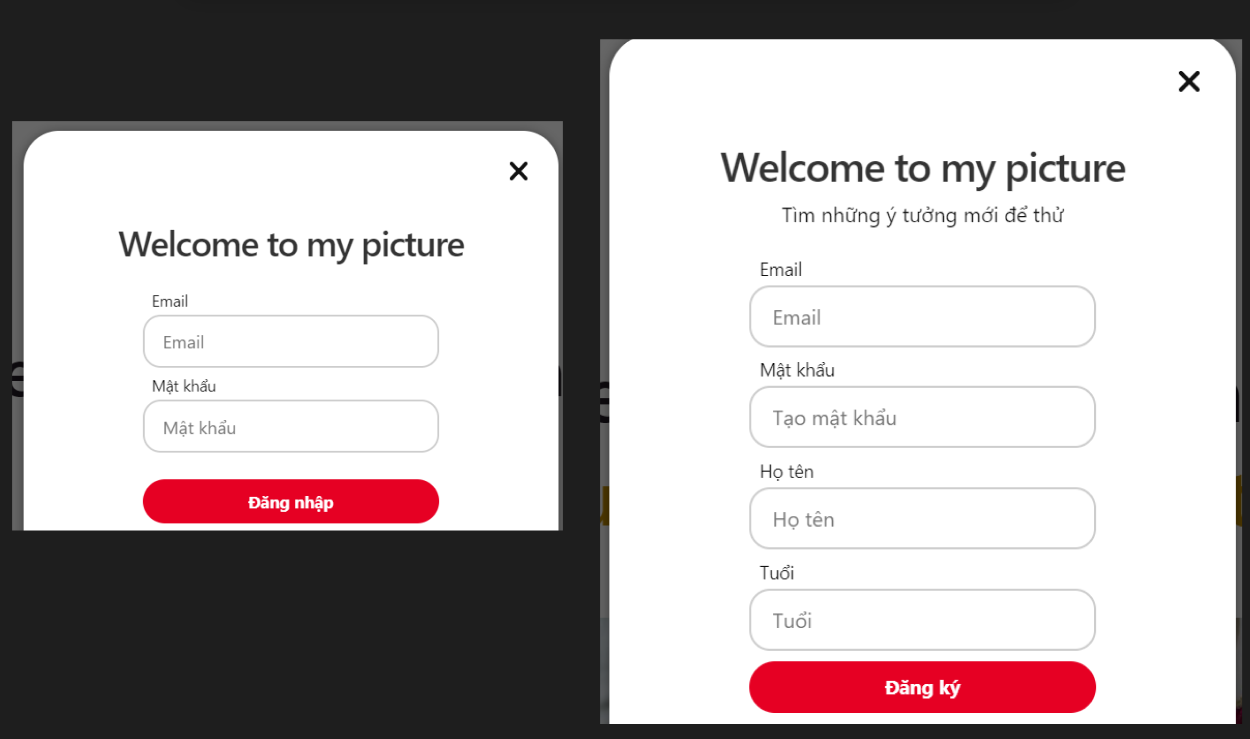 Welcome to my picture
Email
Email
Mật khẩu
Mật khẩu
Đăng nhập
Welcome to my picture
Tìm những ý tưởng mới để thử
Email
Email
Mật khẩu
Tạo mật khẩu
Họ tên
Họ tên
Tuổi
Tuổi
Đăng ký